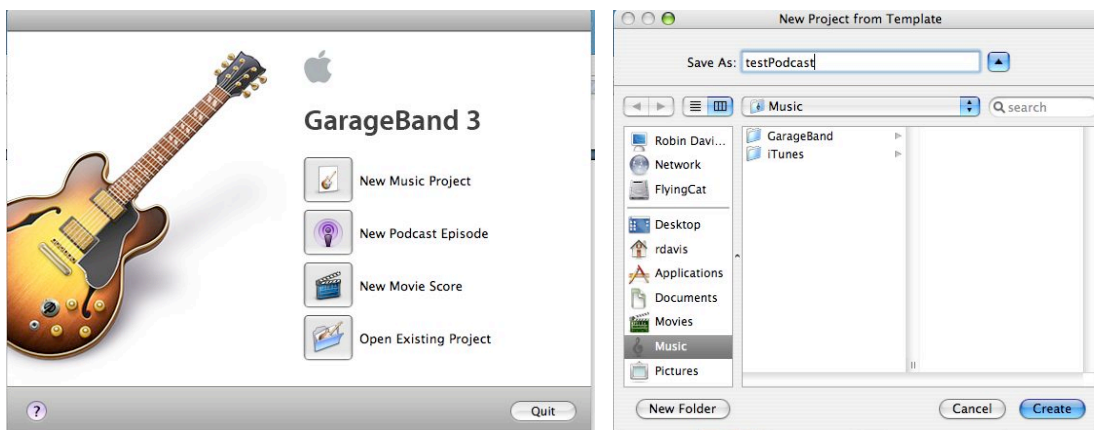 GarageBand 3
New Music Project
New Podcast Episode
New Movie Score
Open Existing Project
?
Quit
New Project from Template
Save As: testPodcast
Music
search
Robin Davi...
Network
FlyingCat
Desktop
rdavis
Applications
Documents
Movies
Music
Pictures
GarageBand
iTunes
New Folder
Cancel
Create